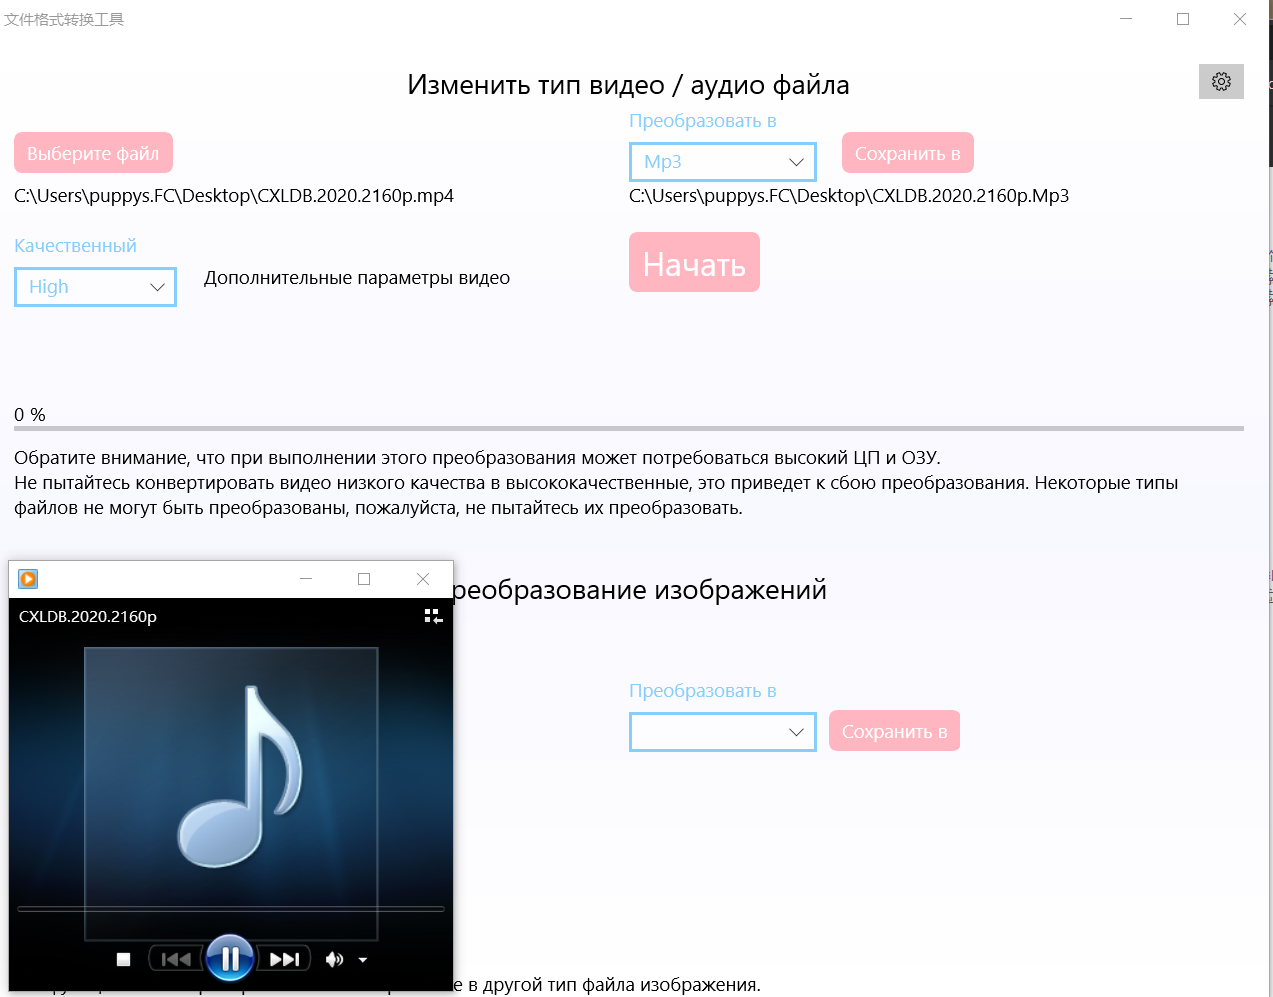 文件格式转换工具
Изменить тип видео / аудио файла
Преобразовать в
Выберите файл
Mp3
Сохранить в
C:\Users\puppys.FC\Desktop\CXLDB.2020.2160p.mp4
C:\Users\puppys.FC\Desktop\CXLDB.2020.2160p.Mp3
Качественный
High
Дополнительные параметры видео
Начать
0 %
Обратите внимание, что при выполнении этого преобразования может потребоваться высокий ЦП и ОЗУ.
Не пытайтесь конвертировать видео низкого качества в высококачественные, это приведет к сбою преобразования. Некоторые типы
файлов не могут быть преобразованы, пожалуйста, не пытайтесь их преобразовать.
реобразование изображений
CXLDB.2020.2160p
Преобразовать в
Сохранить в
е в другой тип файла изображения.